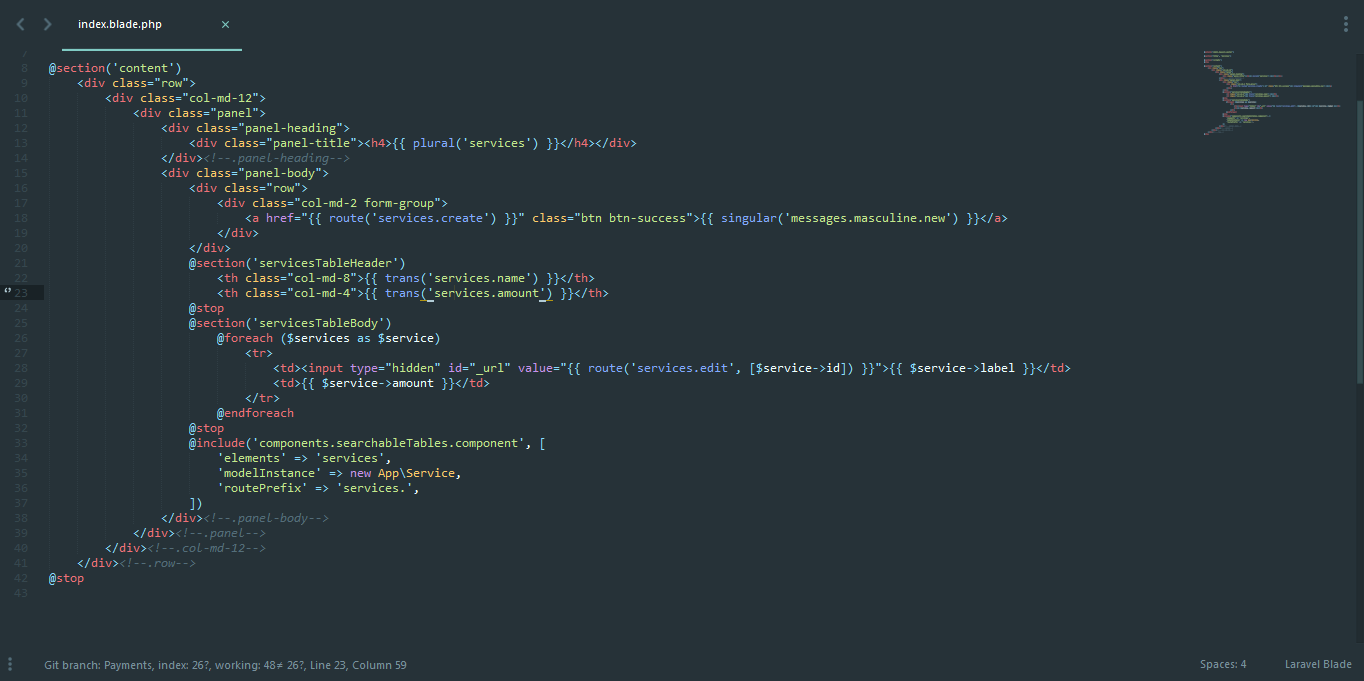 index.blade.php ×
7
8 @section('content')
9 <div class="row">
10 <div class="col-md-12">
11 <div class="panel">
12 <div class="panel-heading">
13 <div class="panel-title"><h4>{{ plural('services') }}</h4></div>
14 </div><!--.panel-heading-->
15 <div class="panel-body">
16 <div class="row">
17 <div class="col-md-2 form-group">
18 <a href="{{ route('services.create') }}" class="btn btn-success">{{ singular('messages.masculine.new') }}</a>
19 </div>
20 </div>
21 @section('servicesTableHeader')
22 <th class="col-md-8">{{ trans('services.name') }}</th>
23 <th class="col-md-4">{{ trans('services.amount') }}</th>
24 @stop
25 @section('servicesTableBody')
26 @foreach ($services as $service)
27 <tr>
28 <td><input type="hidden" id="_url" value="{{ route('services.edit', [$service->id]) }}">{{ $service->label }}</td>
29 <td>{{ $service->amount }}</td>
30 </tr>
31 @endforeach
32 @stop
33 @include('components.searchableTables.component', [
34 'elements' => 'services',
35 'modelInstance' => new App\Service,
36 'routePrefix' => 'services.',
37 ])
38 </div><!--.panel-body-->
39 </div><!--.panel-->
40 </div><!--.col-md-12-->
41 </div><!--.row-->
42 @stop
43
Git branch: Payments, index: 26?, working: 48≠ 26?, Line 23, Column 59 Spaces: 4 Laravel Blade